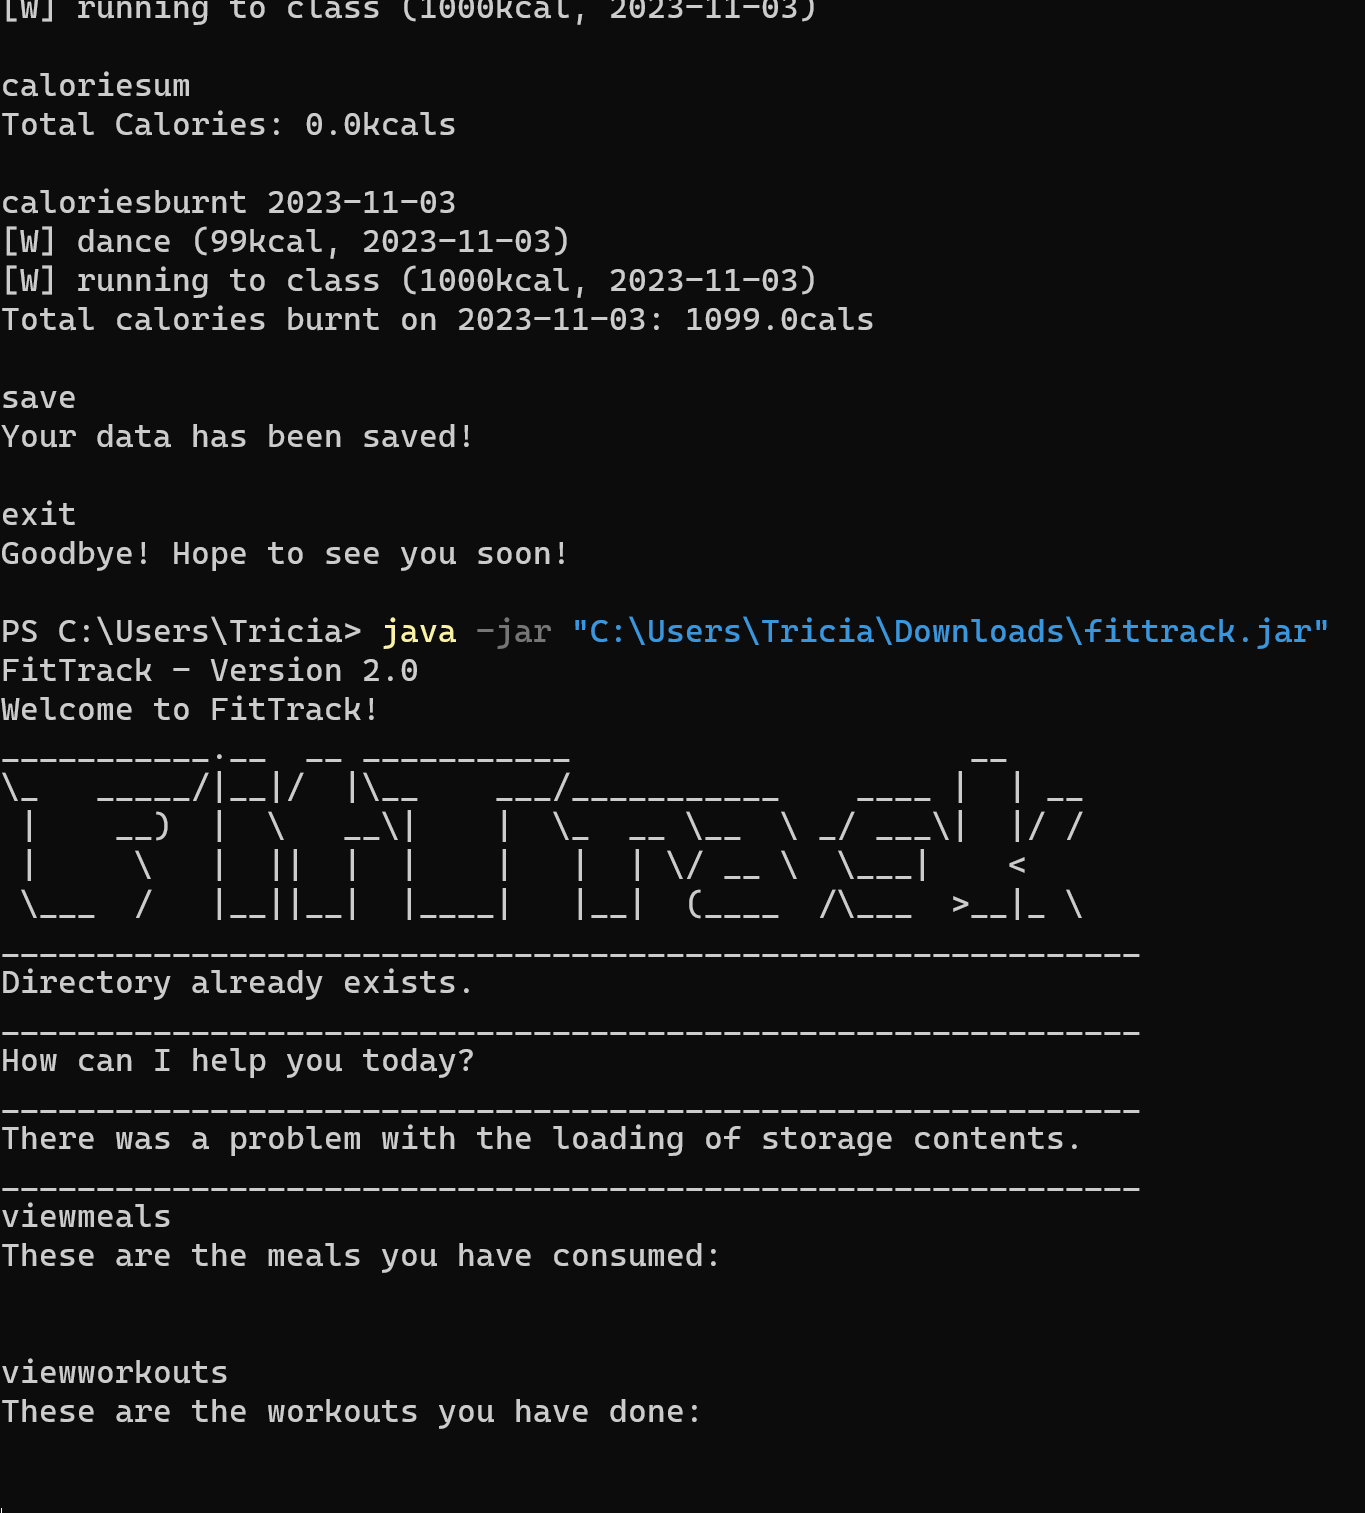 [W] running to class (1000kcal, 2023-11-03)
caloriesum
Total Calories: 0.0kcals
caloriesburnt 2023-11-03
[W] dance (99kcal, 2023-11-03)
[W] running to class (1000kcal, 2023-11-03)
Total calories burnt on 2023-11-03: 1099.0cals
save
Your data has been saved!
exit
Goodbye! Hope to see you soon!
PS C:\Users\Tricia> java -jar "C:\Users\Tricia\Downloads\fittrack.jar"
FitTrack - Version 2.0
Welcome to FitTrack!
___________.__  __ ___________                     __
\_   _____/|__|/  |\__    ___/___________    ____ |  | __
 |    __)  |  \   __\|    |  \_  __ \__  \ _/ ___\|  |/ /
 |     \   |  ||  |  |    |   |  | \/ __ \  \___|    <
 \___  /   |__||__|  |____|   |__|  (____  /\___  >__|_ \
____________________________________________________________
Directory already exists.
____________________________________________________________
How can I help you today?
____________________________________________________________
There was a problem with the loading of storage contents.
____________________________________________________________
viewmeals
These are the meals you have consumed:
viewworkouts
These are the workouts you have done: